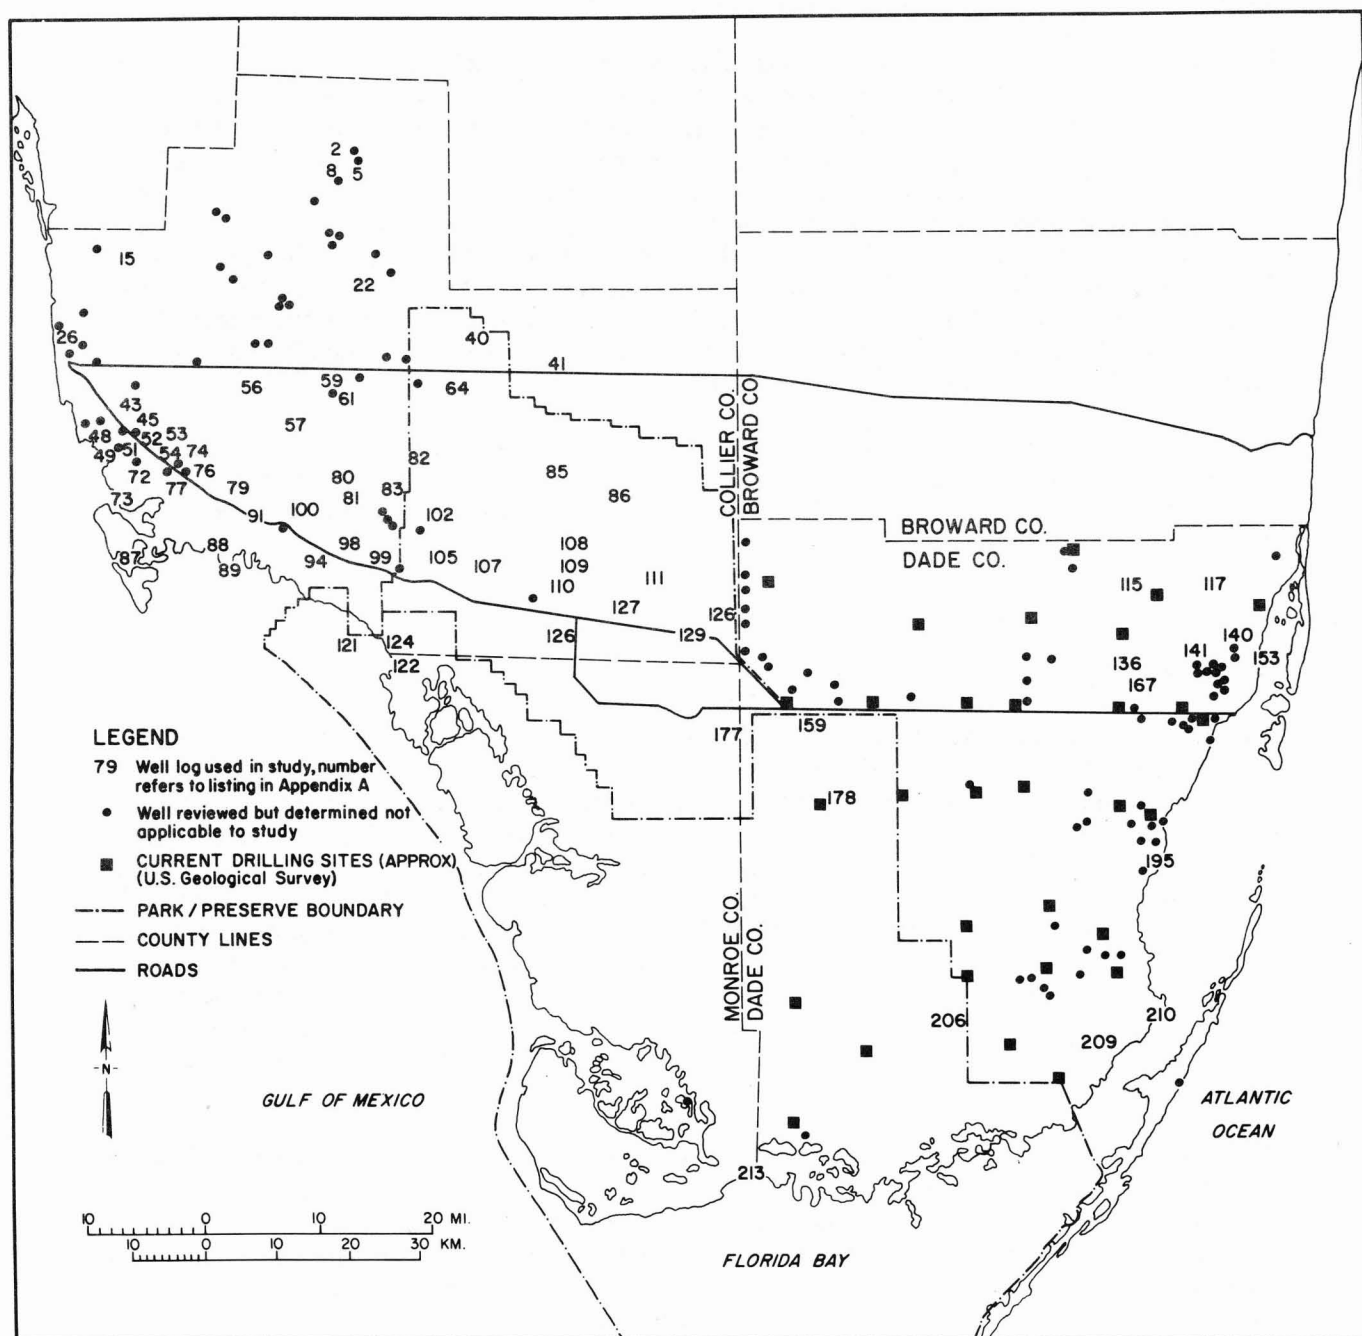 2
8 5
15
22
26
40
41
56 59 64
61
43
57
45
48 52 53
49 51 54 74
82
72 77 76
80 85
79
83
81 86
73
91 100 102
98
88 108
87 99 105
89 94 107 109
110 111
127
126
126 129
121 124
122
COLLIER CO.
BROWARD CO.
BROWARD CO.
DADE CO.
115 117
140
141 153
136
167
177 159
178
195
LEGEND
79 Well log used in study, number
refers to listing in Appendix A
Well reviewed but determined not
applicable to study
CURRENT DRILLING SITES (APPROX)
(U.S. Geological Survey)
PARK / PRESERVE BOUNDARY
COUNTY LINES
ROADS
MONROE CO.
DADE CO.
206 210
209
N
GULF OF MEXICO
ATLANTIC
OCEAN
213
10 0 10 20 MI.
10 0 10 20 30 KM.
FLORIDA BAY